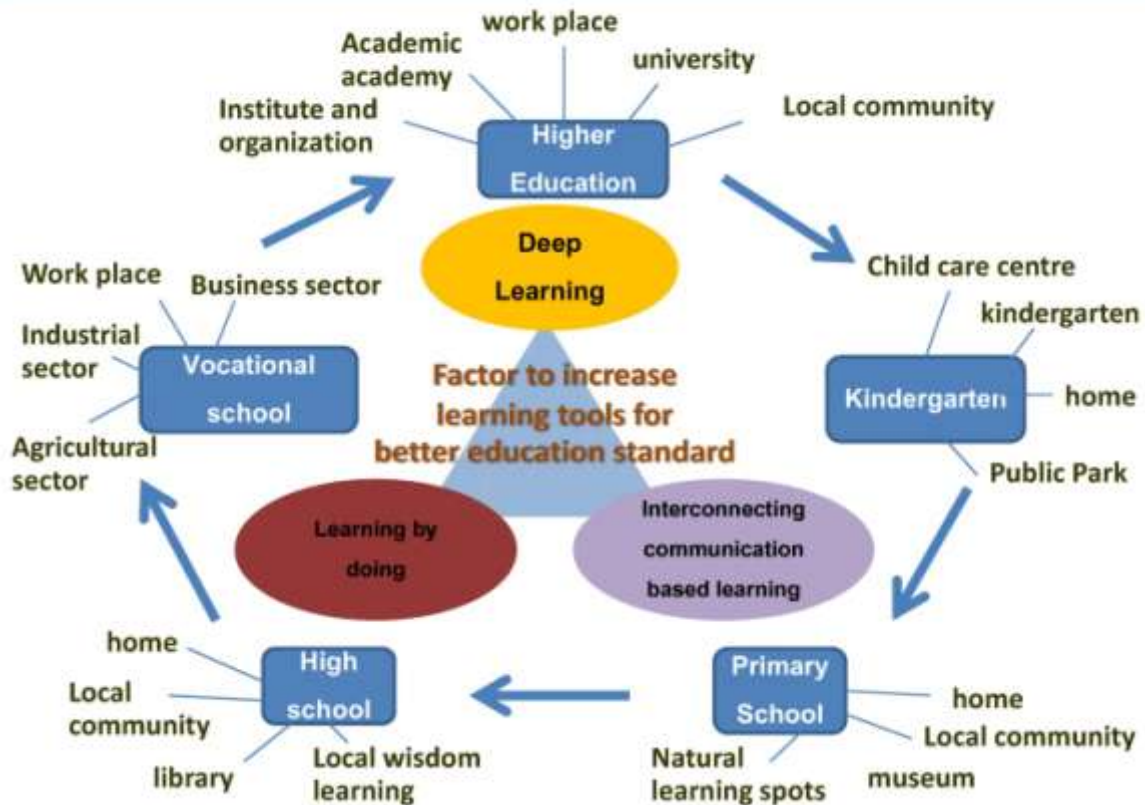 work place
Academic
academy
university
Institute and
organization
Local community
Higher
Education
Deep
Learning
Child care centre
kindergarten
Kindergarten
home
Public Park
Work place
Business sector
Industrial
sector
Vocational
school
Agricultural
sector
Factor to increase
learning tools for
better education standard
Learning by
doing
Interconnecting
communication
based learning
home
High
school
Local
community
library
Local wisdom
learning
Primary
School
home
Local community
Natural
learning spots
museum